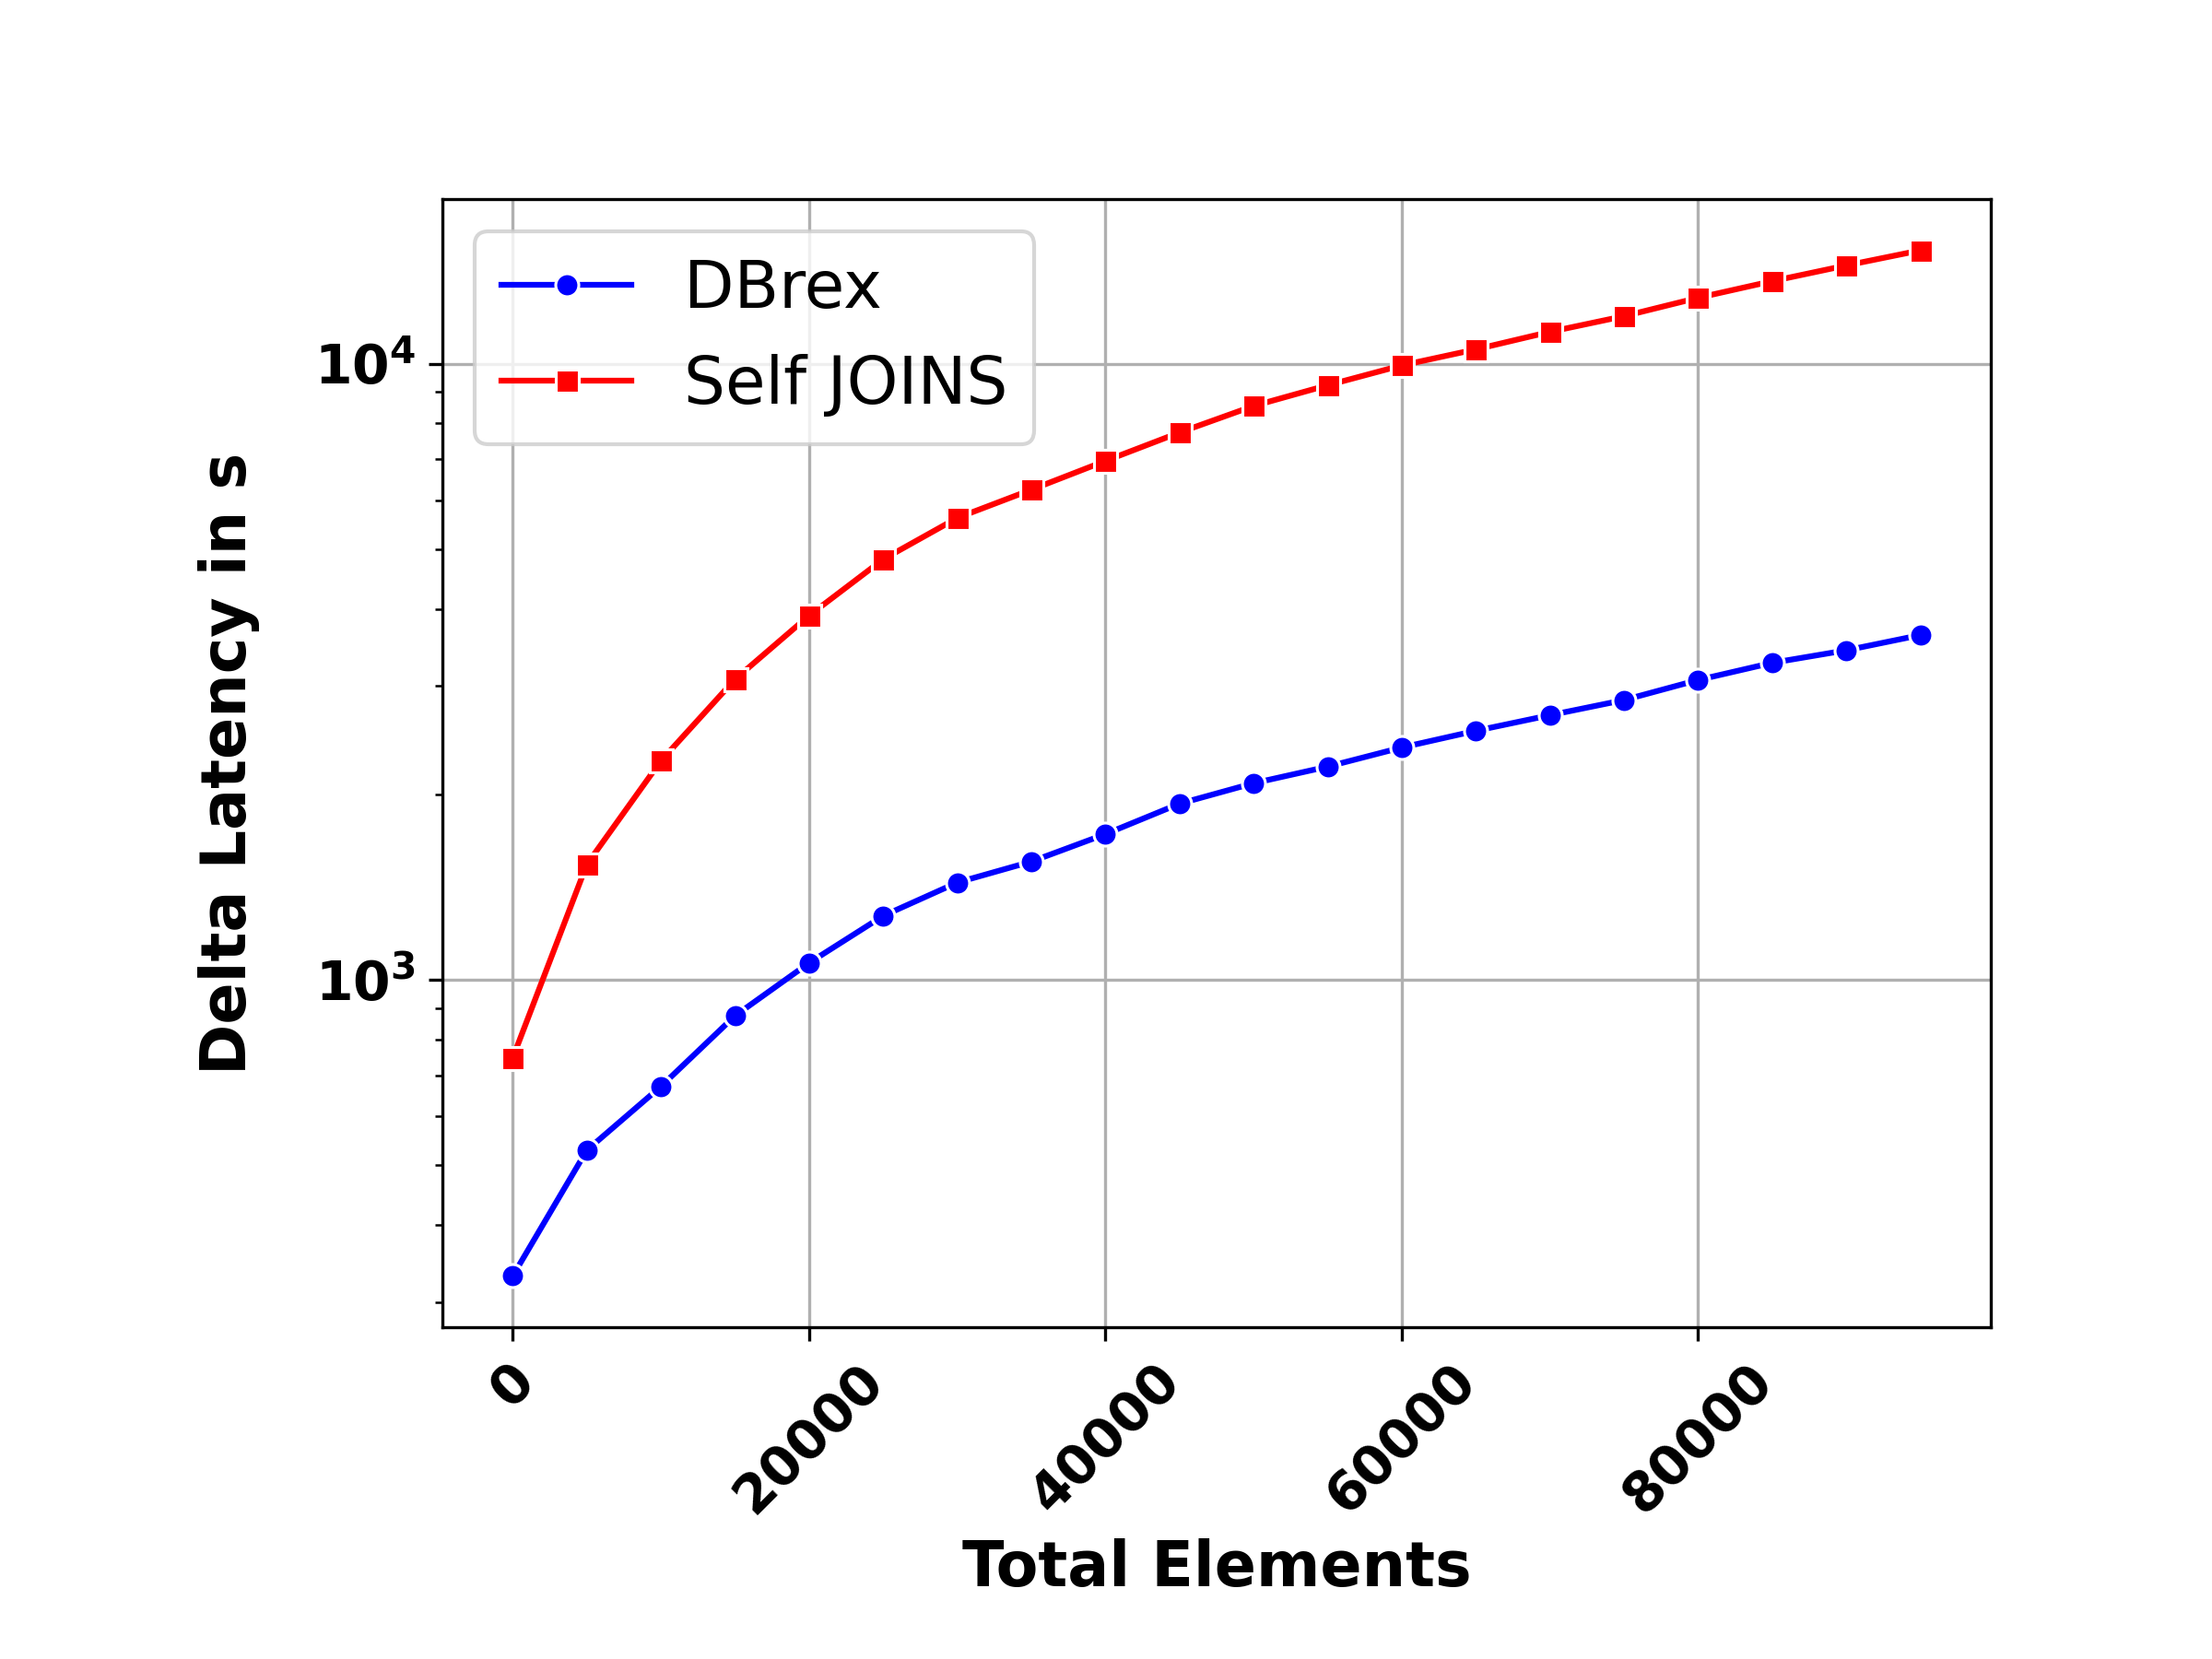 DBrex
Self JOINS
10⁴
10³
Delta Latency in s
0
20000
40000
60000
80000
Total Elements